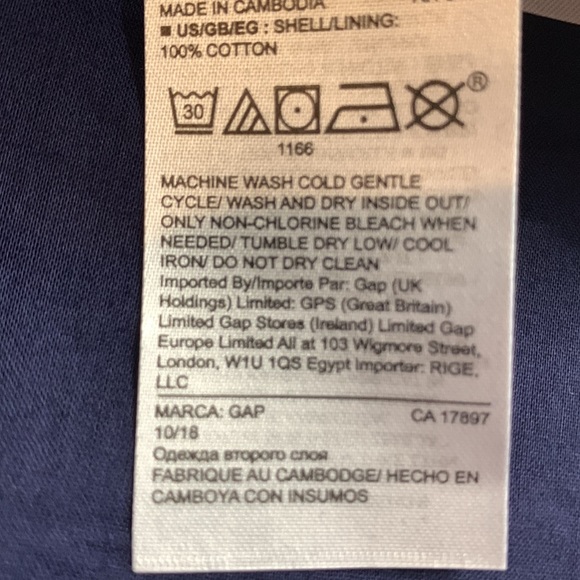 MADE IN CAMBODIA
■ US/GB/EG : SHELL/LINING:
100% COTTON
30
®
1166
MACHINE WASH COLD GENTLE
CYCLE/ WASH AND DRY INSIDE OUT/
ONLY NON-CHLORINE BLEACH WHEN
NEEDED/ TUMBLE DRY LOW/ COOL
IRON/ DO NOT DRY CLEAN
Imported By/Importe Par: Gap (UK
Holdings) Limited: GPS (Great Britain)
Limited Gap Stores (Ireland) Limited Gap
Europe Limited All at 103 Wigmore Street,
London, W1U 1QS Egypt Importer: RIGE,
LLC
MARCA: GAP CA 17897
10/18
Одежда второго слоя
FABRIQUE AU CAMBODGE/ HECHO EN
CAMBOYA CON INSUMOS